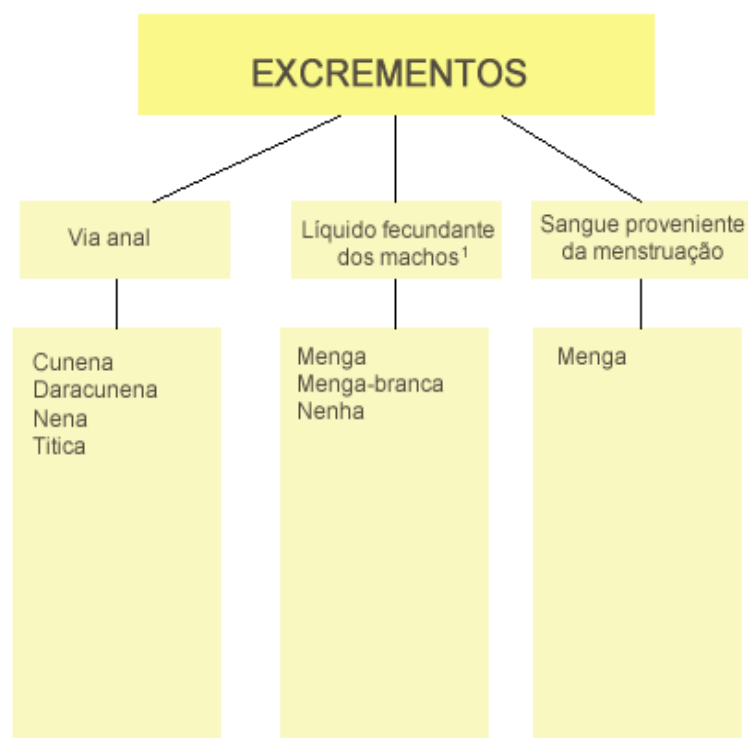 EXCREMENTOS
Via anal
Líquido fecundante
dos machos¹
Sangue proveniente
da menstruação
Cunena
Daracunena
Nena
Titica
Menga
Menga-branca
Nenha
Menga